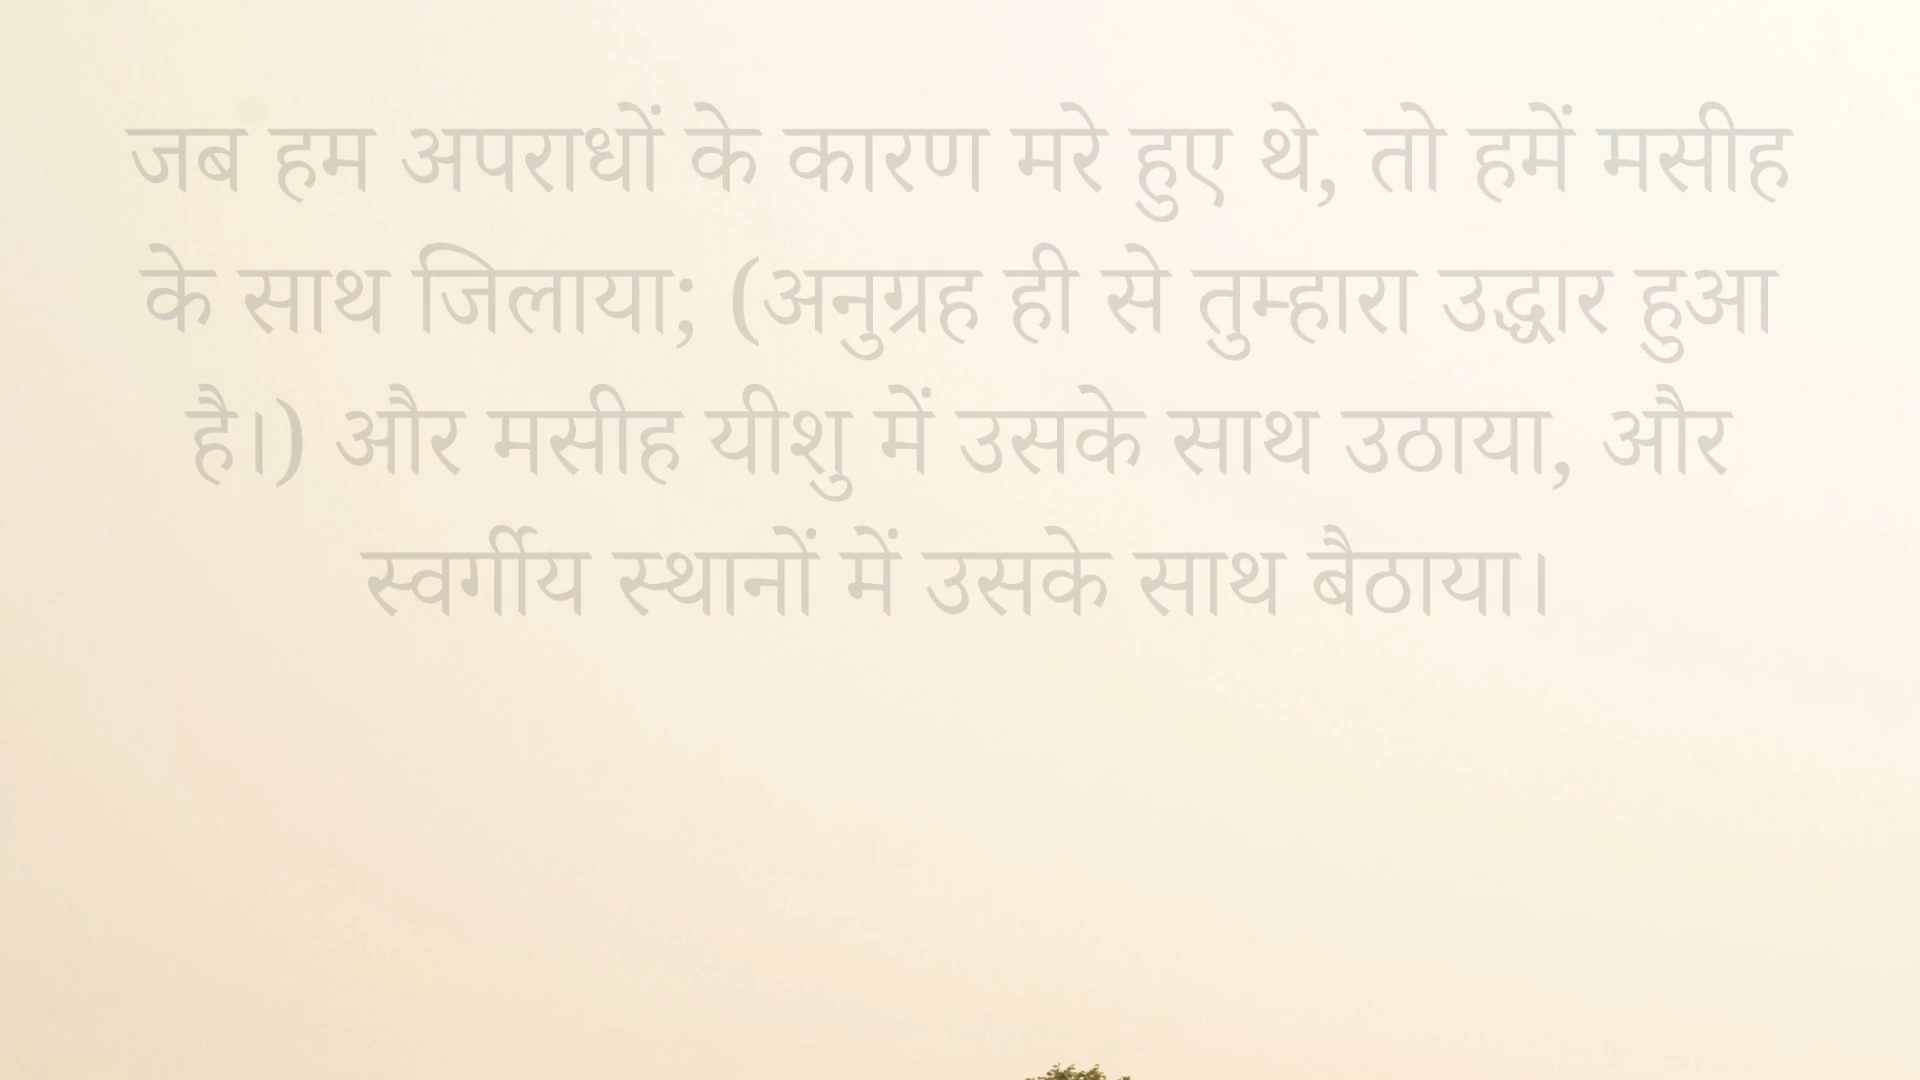 जब हम अपराधों के कारण मरे हुए थे, तो हमें मसीह
के साथ जिलाया; (अनुग्रह ही से तुम्हारा उद्धार हुआ
है।) और मसीह यीशु में उसके साथ उठाया, और
स्वर्गीय स्थानों में उसके साथ बैठाया।